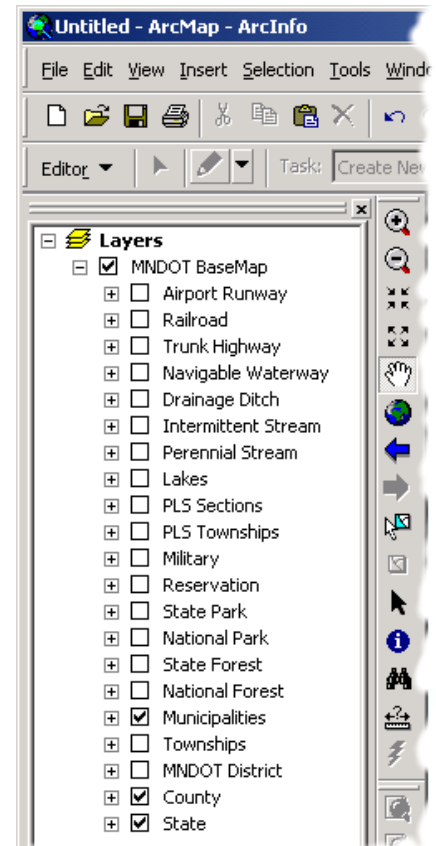 Untitled - ArcMap - ArcInfo
File Edit View Insert Selection Tools
Editor Task: Create
Layers
MNDOT BaseMap
Airport Runway
Railroad
Trunk Highway
Navigable Waterway
Drainage Ditch
Intermittent Stream
Perennial Stream
Lakes
PLS Sections
PLS Townships
Military
Reservation
State Park
National Park
State Forest
National Forest
Municipalities
Townships
MNDOT District
County
State